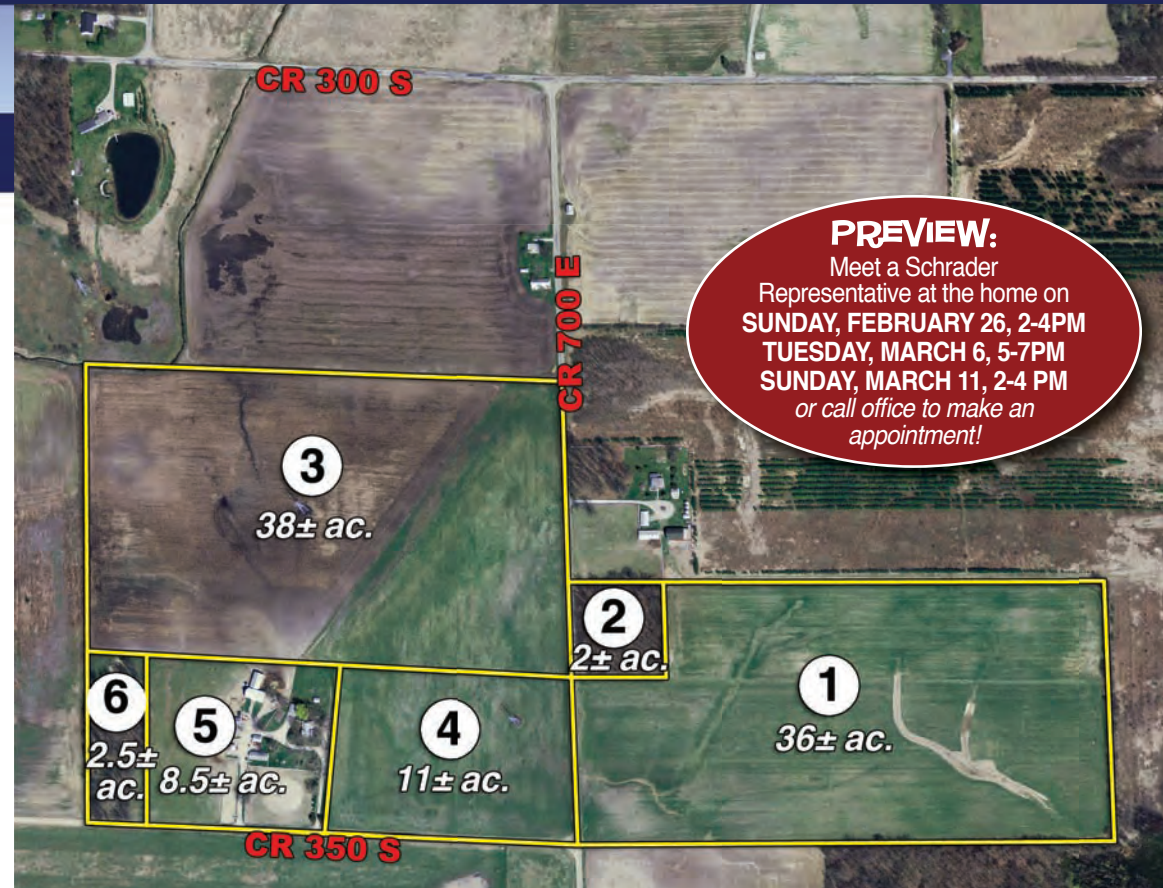 CR 300 S
PREVIEW:
Meet a Schrader
Representative at the home on
SUNDAY, FEBRUARY 26, 2-4PM
TUESDAY, MARCH 6, 5-7PM
SUNDAY, MARCH 11, 2-4 PM
or call office to make an
appointment!
CR 700 E
3
38± ac.
2
2± ac.
1
36± ac.
6
2.5±
ac.
5
8.5± ac.
4
11± ac.
CR 350 S